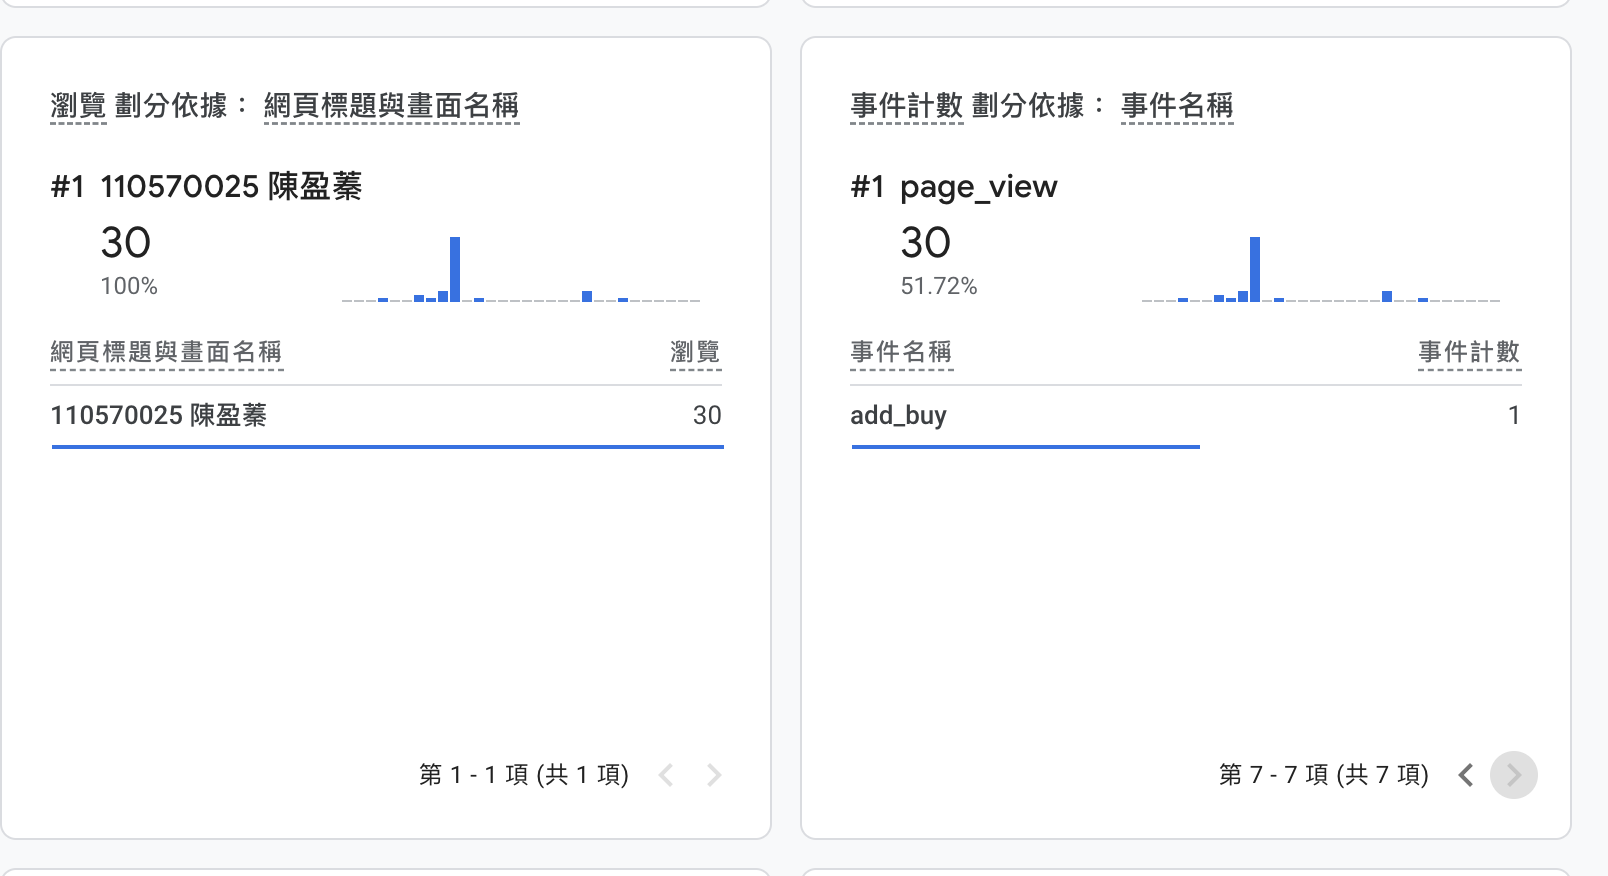 瀏覽 劃分依據： 網頁標題與畫面名稱
#1 110570025 陳盈蓁
30
100%
網頁標題與畫面名稱 瀏覽
110570025 陳盈蓁 30
第 1 - 1 項 (共 1 項)
事件計數 劃分依據： 事件名稱
#1 page_view
30
51.72%
事件名稱 事件計數
add_buy 1
第 7 - 7 項 (共 7 項)